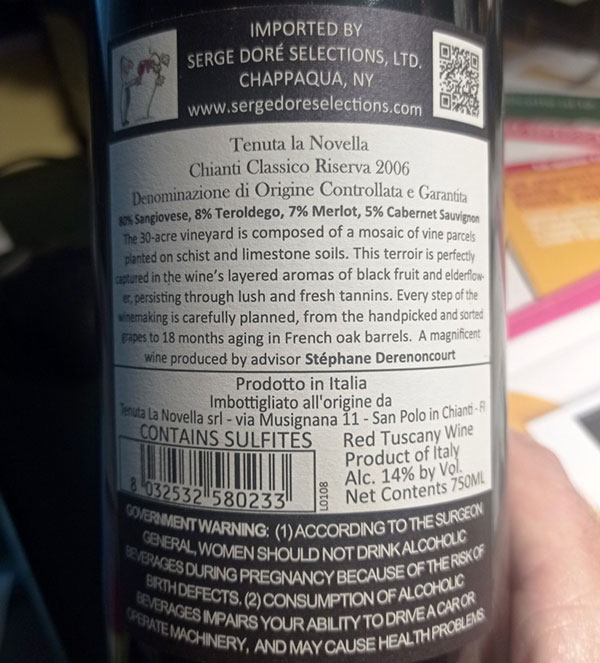 IMPORTED BY
SERGE DORÉ SELECTIONS, LTD.
CHAPPAQUA, NY
www.sergedoreselections.com
Tenuta la Novella
Chianti Classico Riserva 2006
Denominazione di Origine Controllata e Garantita
80% Sangiovese, 8% Teroldego, 7% Merlot, 5% Cabernet Sauvignon
The 30-acre vineyard is composed of a mosaic of vine parcels
planted on schist and limestone soils. This terroir is perfectly
captured in the wine's layered aromas of black fruit and elderflow-
er, persisting through lush and fresh tannins. Every step of the
winemaking is carefully planned, from the handpicked and sorted
grapes to 18 months aging in French oak barrels. A magnificent
wine produced by advisor Stéphane Derenoncourt
Prodotto in Italia
Imbottigliato all'origine da
Tenuta La Novella srl - via Musignana 11 - San Polo in Chianti - FI
CONTAINS SULFITES
8 032532 580233
L0108
Red Tuscany Wine
Product of Italy
Alc. 14% by Vol.
Net Contents 750ML
GOVERNMENT WARNING: (1) ACCORDING TO THE SURGEON
GENERAL, WOMEN SHOULD NOT DRINK ALCOHOLIC
BEVERAGES DURING PREGNANCY BECAUSE OF THE RISK OF
BIRTH DEFECTS. (2) CONSUMPTION OF ALCOHOLIC
BEVERAGES IMPAIRS YOUR ABILITY TO DRIVE A CAR OR
OPERATE MACHINERY, AND MAY CAUSE HEALTH PROBLEMS